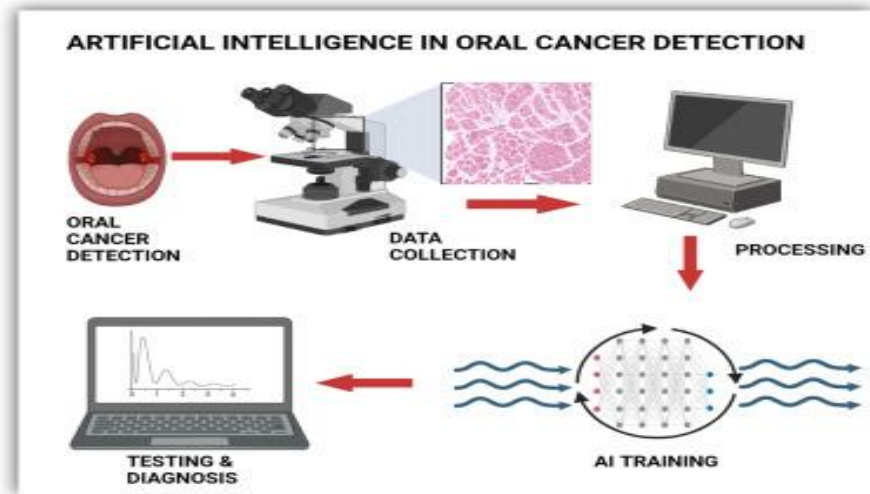 ARTIFICIAL INTELLIGENCE IN ORAL CANCER DETECTION
ORAL
CANCER
DETECTION
DATA
COLLECTION
PROCESSING
AI TRAINING
TESTING &
DIAGNOSIS